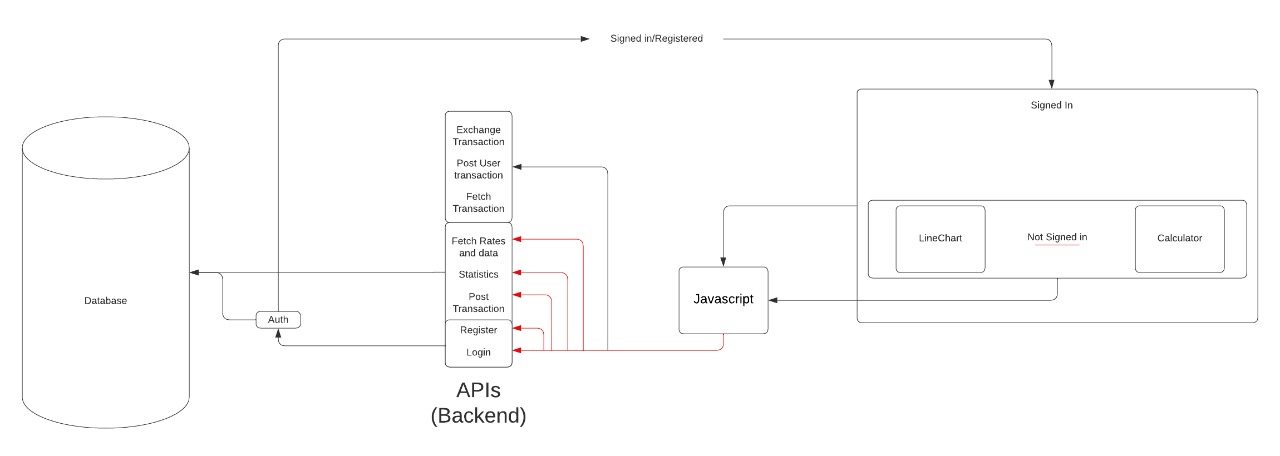 Signed in/Registered
Signed In
Exchange
Transaction
Post User
transaction
Fetch
Transaction
Fetch Rates
and data
Statistics
Post
Transaction
Register
Login
APIs
(Backend)
Database
Auth
Javascript
LineChart
Not Signed in
Calculator